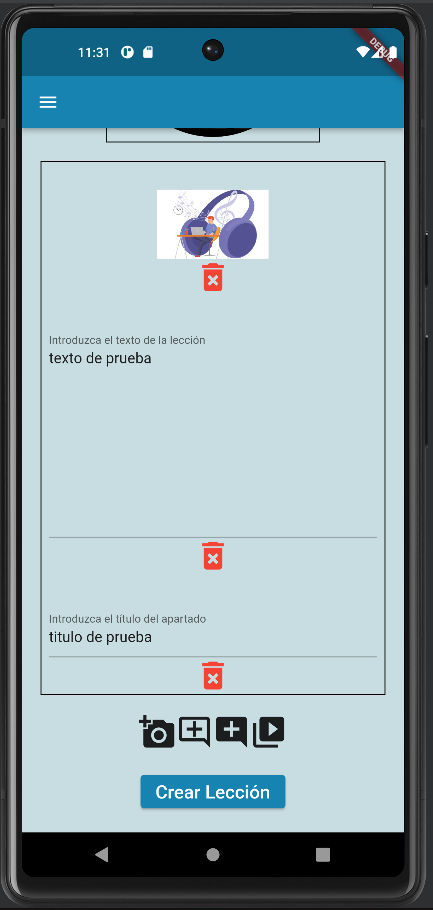 11:31
DEBUG
Introduzca el texto de la lección
texto de prueba
Introduzca el título del apartado
titulo de prueba
Crear Lección